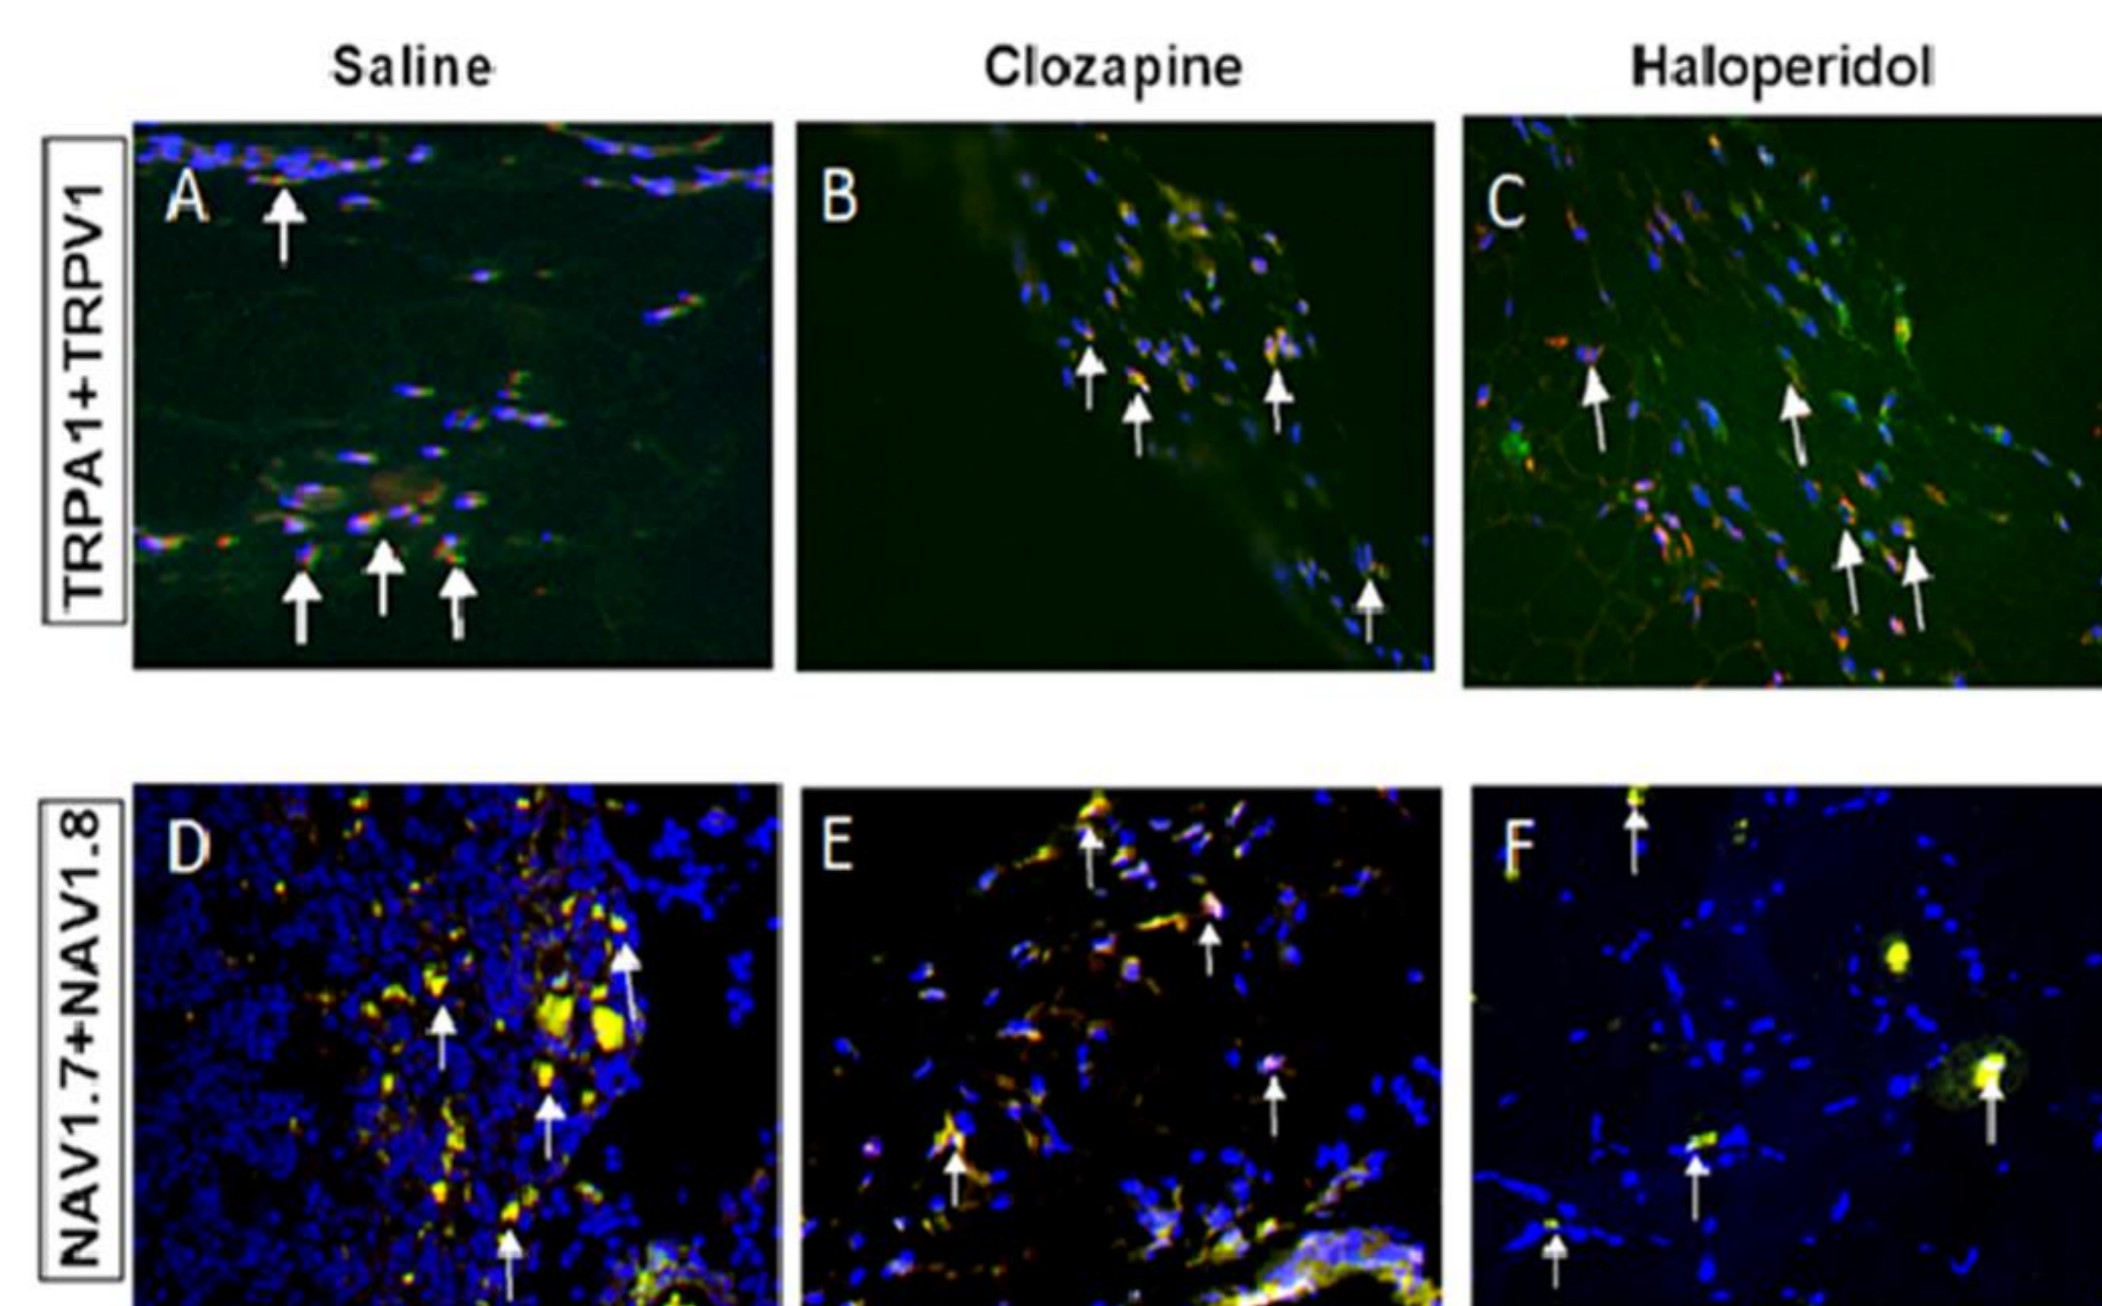 Saline Clozapine Haloperidol
TRPA1+TRPV1
A B C
NAV1.7+NAV1.8
D E F